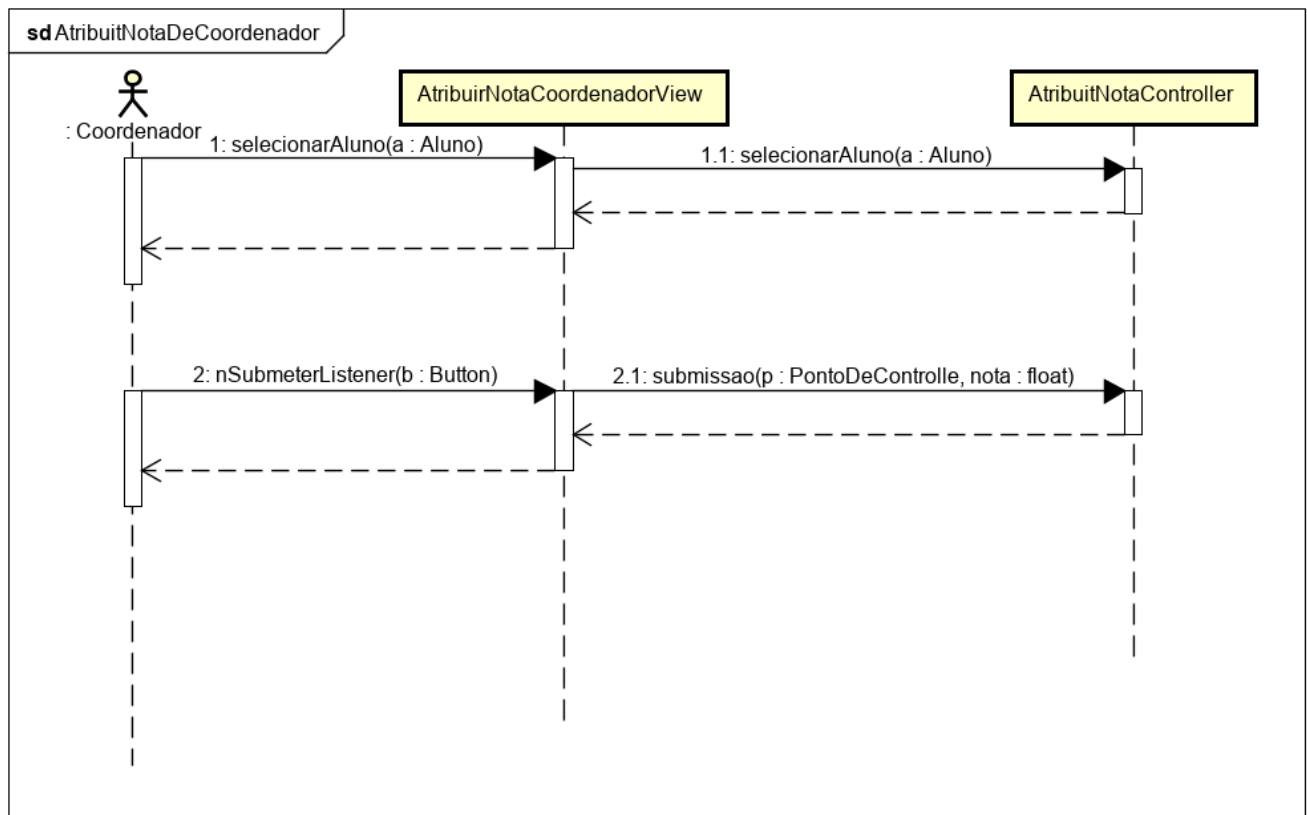 sd AtribuitNotaDeCoordenador
: Coordenador
AtribuirNotaCoordenadorView
AtribuitNotaController
1: selecionarAluno(a : Aluno)
1.1: selecionarAluno(a : Aluno)
2: nSubmeterListener(b : Button)
2.1: submissao(p : PontoDeControlle, nota : float)